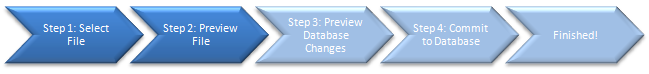 Step 1: Select
File
Step 2: Preview
File
Step 3: Preview
Database
Changes
Step 4: Commit
to Database
Finished!